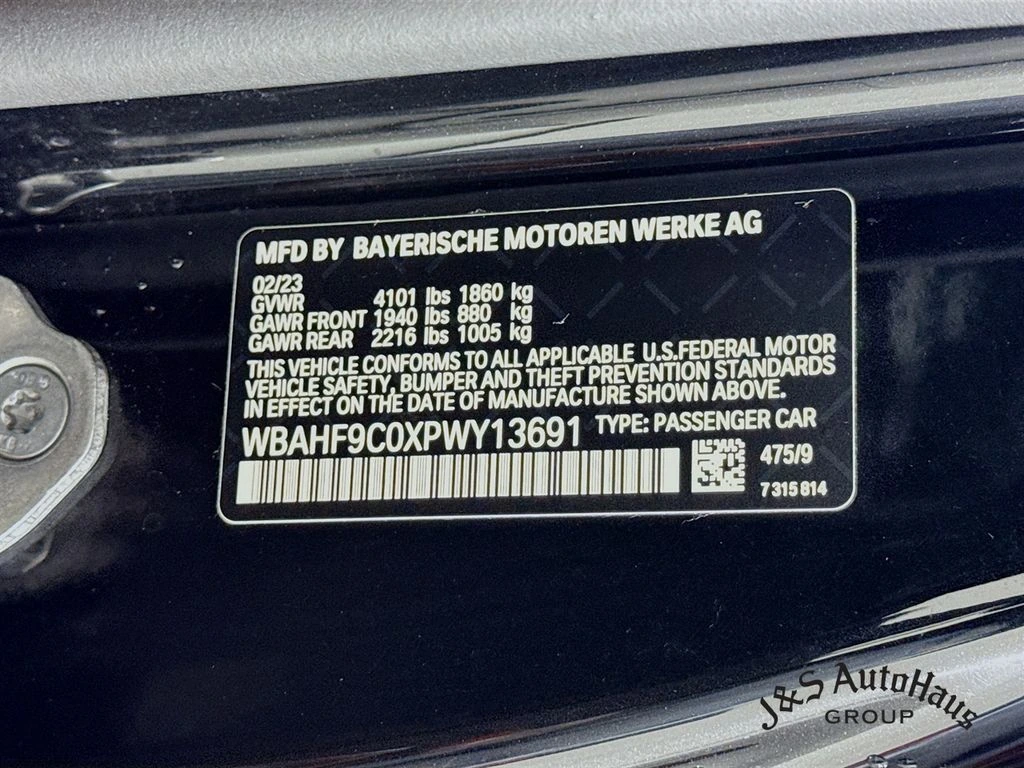 MFD BY BAYERISCHE MOTOREN WERKE AG
02/23
GVWR 4101 lbs 1860 kg
GAWR FRONT 1940 lbs 880 kg
GAWR REAR 2216 lbs 1005 kg
THIS VEHICLE CONFORMS TO ALL APPLICABLE U.S.FEDERAL MOTOR
VEHICLE SAFETY, BUMPER AND THEFT PREVENTION STANDARDS
IN EFFECT ON THE DATE OF MANUFACTURE SHOWN ABOVE.
WBAHF9C0XPWY13691 TYPE: PASSENGER CAR
475/9
7315814
J&S AutoHaus
GROUP